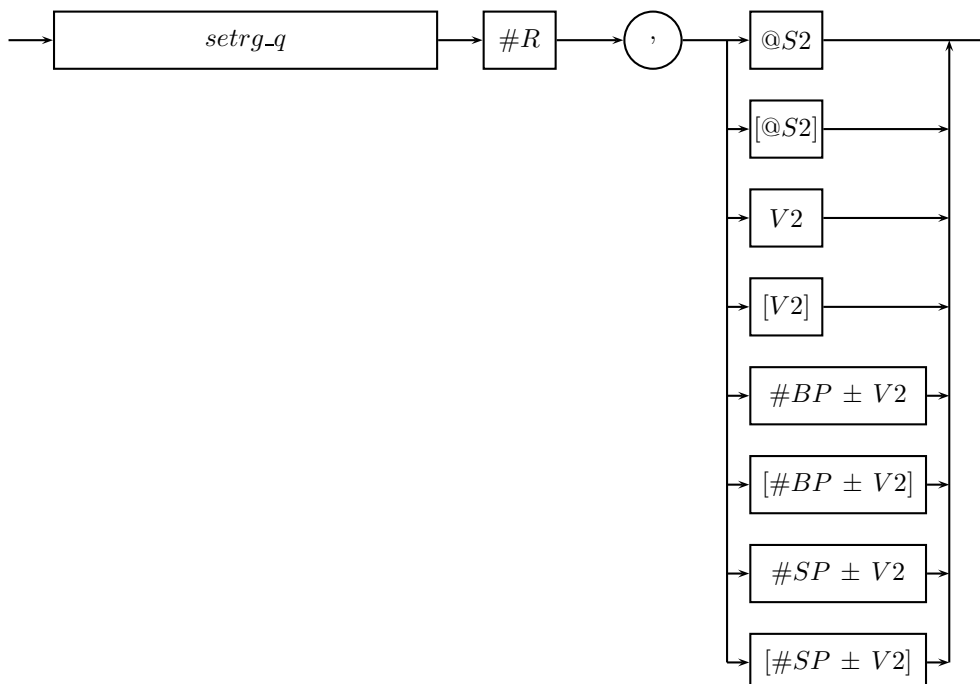 setrg_q #R , @S2
[@S2]
V2
[V2]
#BP ± V2
[#BP ± V2]
#SP ± V2
[#SP ± V2]